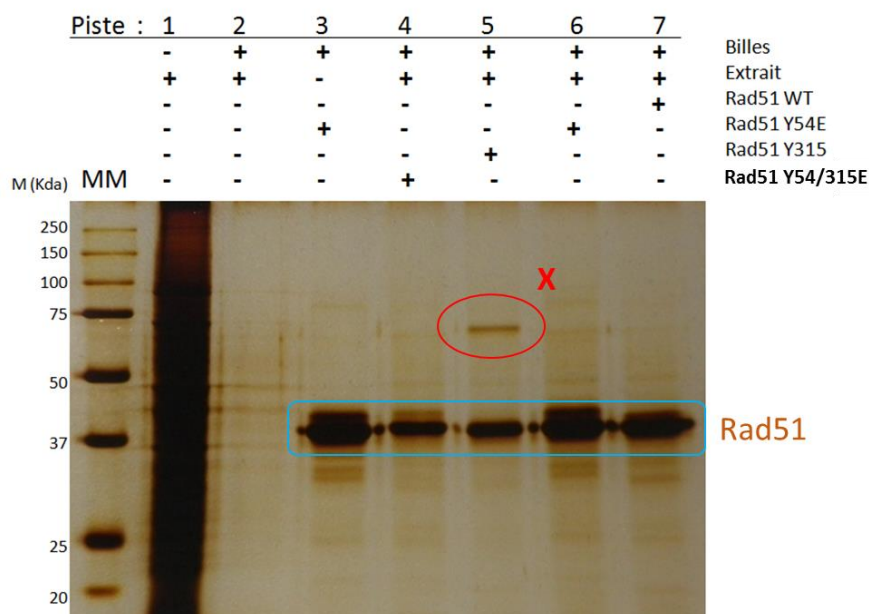 Piste : 1 2 3 4 5 6 7
- + + + + + + Billes
+ + - + + + + Extrait
- - - - - - + Rad51 WT
- - + - - + - Rad51 Y54E
- - - - + - - Rad51 Y315
M (Kda) MM - - - + - - - Rad51 Y54/315E
250
150
100
X
75
50
Rad51
37
25
20